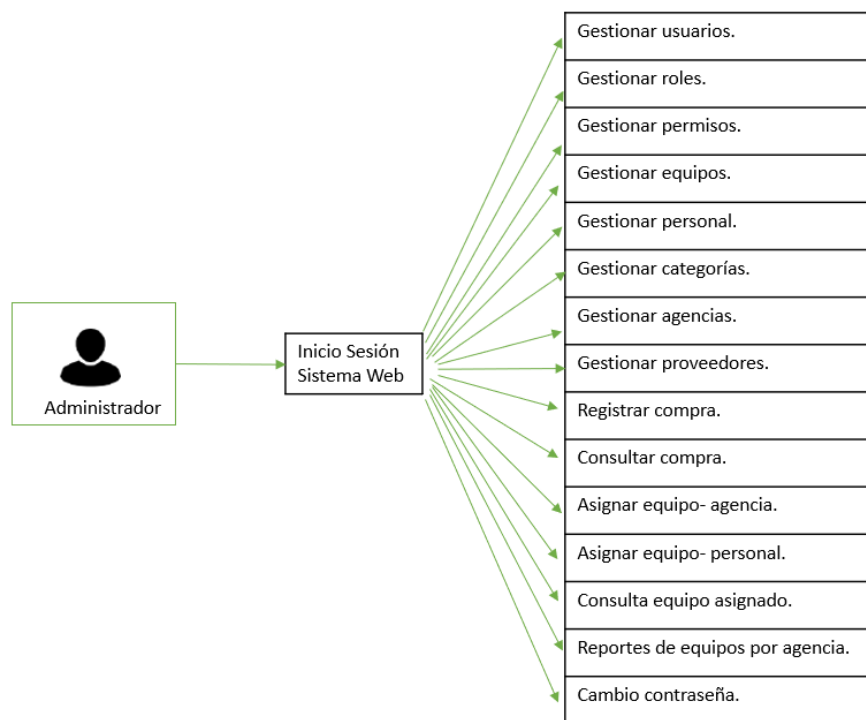 Gestionar usuarios.
Gestionar roles.
Gestionar permisos.
Gestionar equipos.
Gestionar personal.
Gestionar categorías.
Gestionar agencias.
Inicio Sesión
Sistema Web
Gestionar proveedores.
Administrador
Registrar compra.
Consultar compra.
Asignar equipo- agencia.
Asignar equipo- personal.
Consulta equipo asignado.
Reportes de equipos por agencia.
Cambio contraseña.